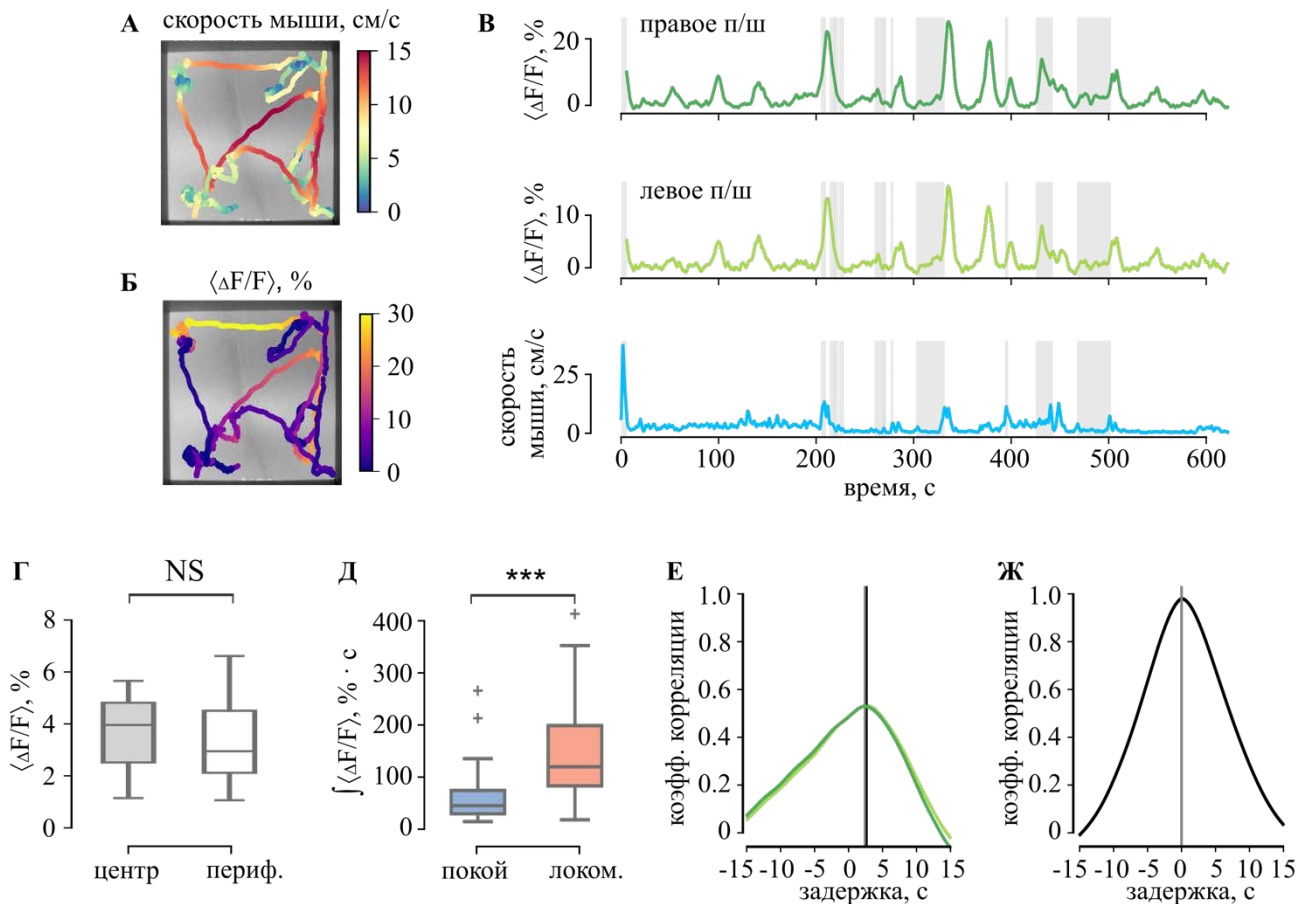 А
скорость мыши, см/с
15
10
5
0
Б
⟨ΔF/F⟩, %
30
20
10
0
В
правое п/ш
⟨ΔF/F⟩, %
20
0
0 200 400 600
левое п/ш
⟨ΔF/F⟩, %
10
0
скорость
мыши, см/с
25
0
0 100 200 300 400 500 600
время, с
Г
NS
⟨ΔF/F⟩, %
8
6
4
2
0
центр периф.
Д
***
∫⟨ΔF/F⟩, % · с
400
300
200
100
0
покой локом.
Е
коэфф. корреляции
1.0
0.8
0.6
0.4
0.2
0
-15 -10 -5 0 5 10 15
задержка, с
Ж
коэфф. корреляции
1.0
0.8
0.6
0.4
0.2
0
-15 -10 -5 0 5 10 15
задержка, с